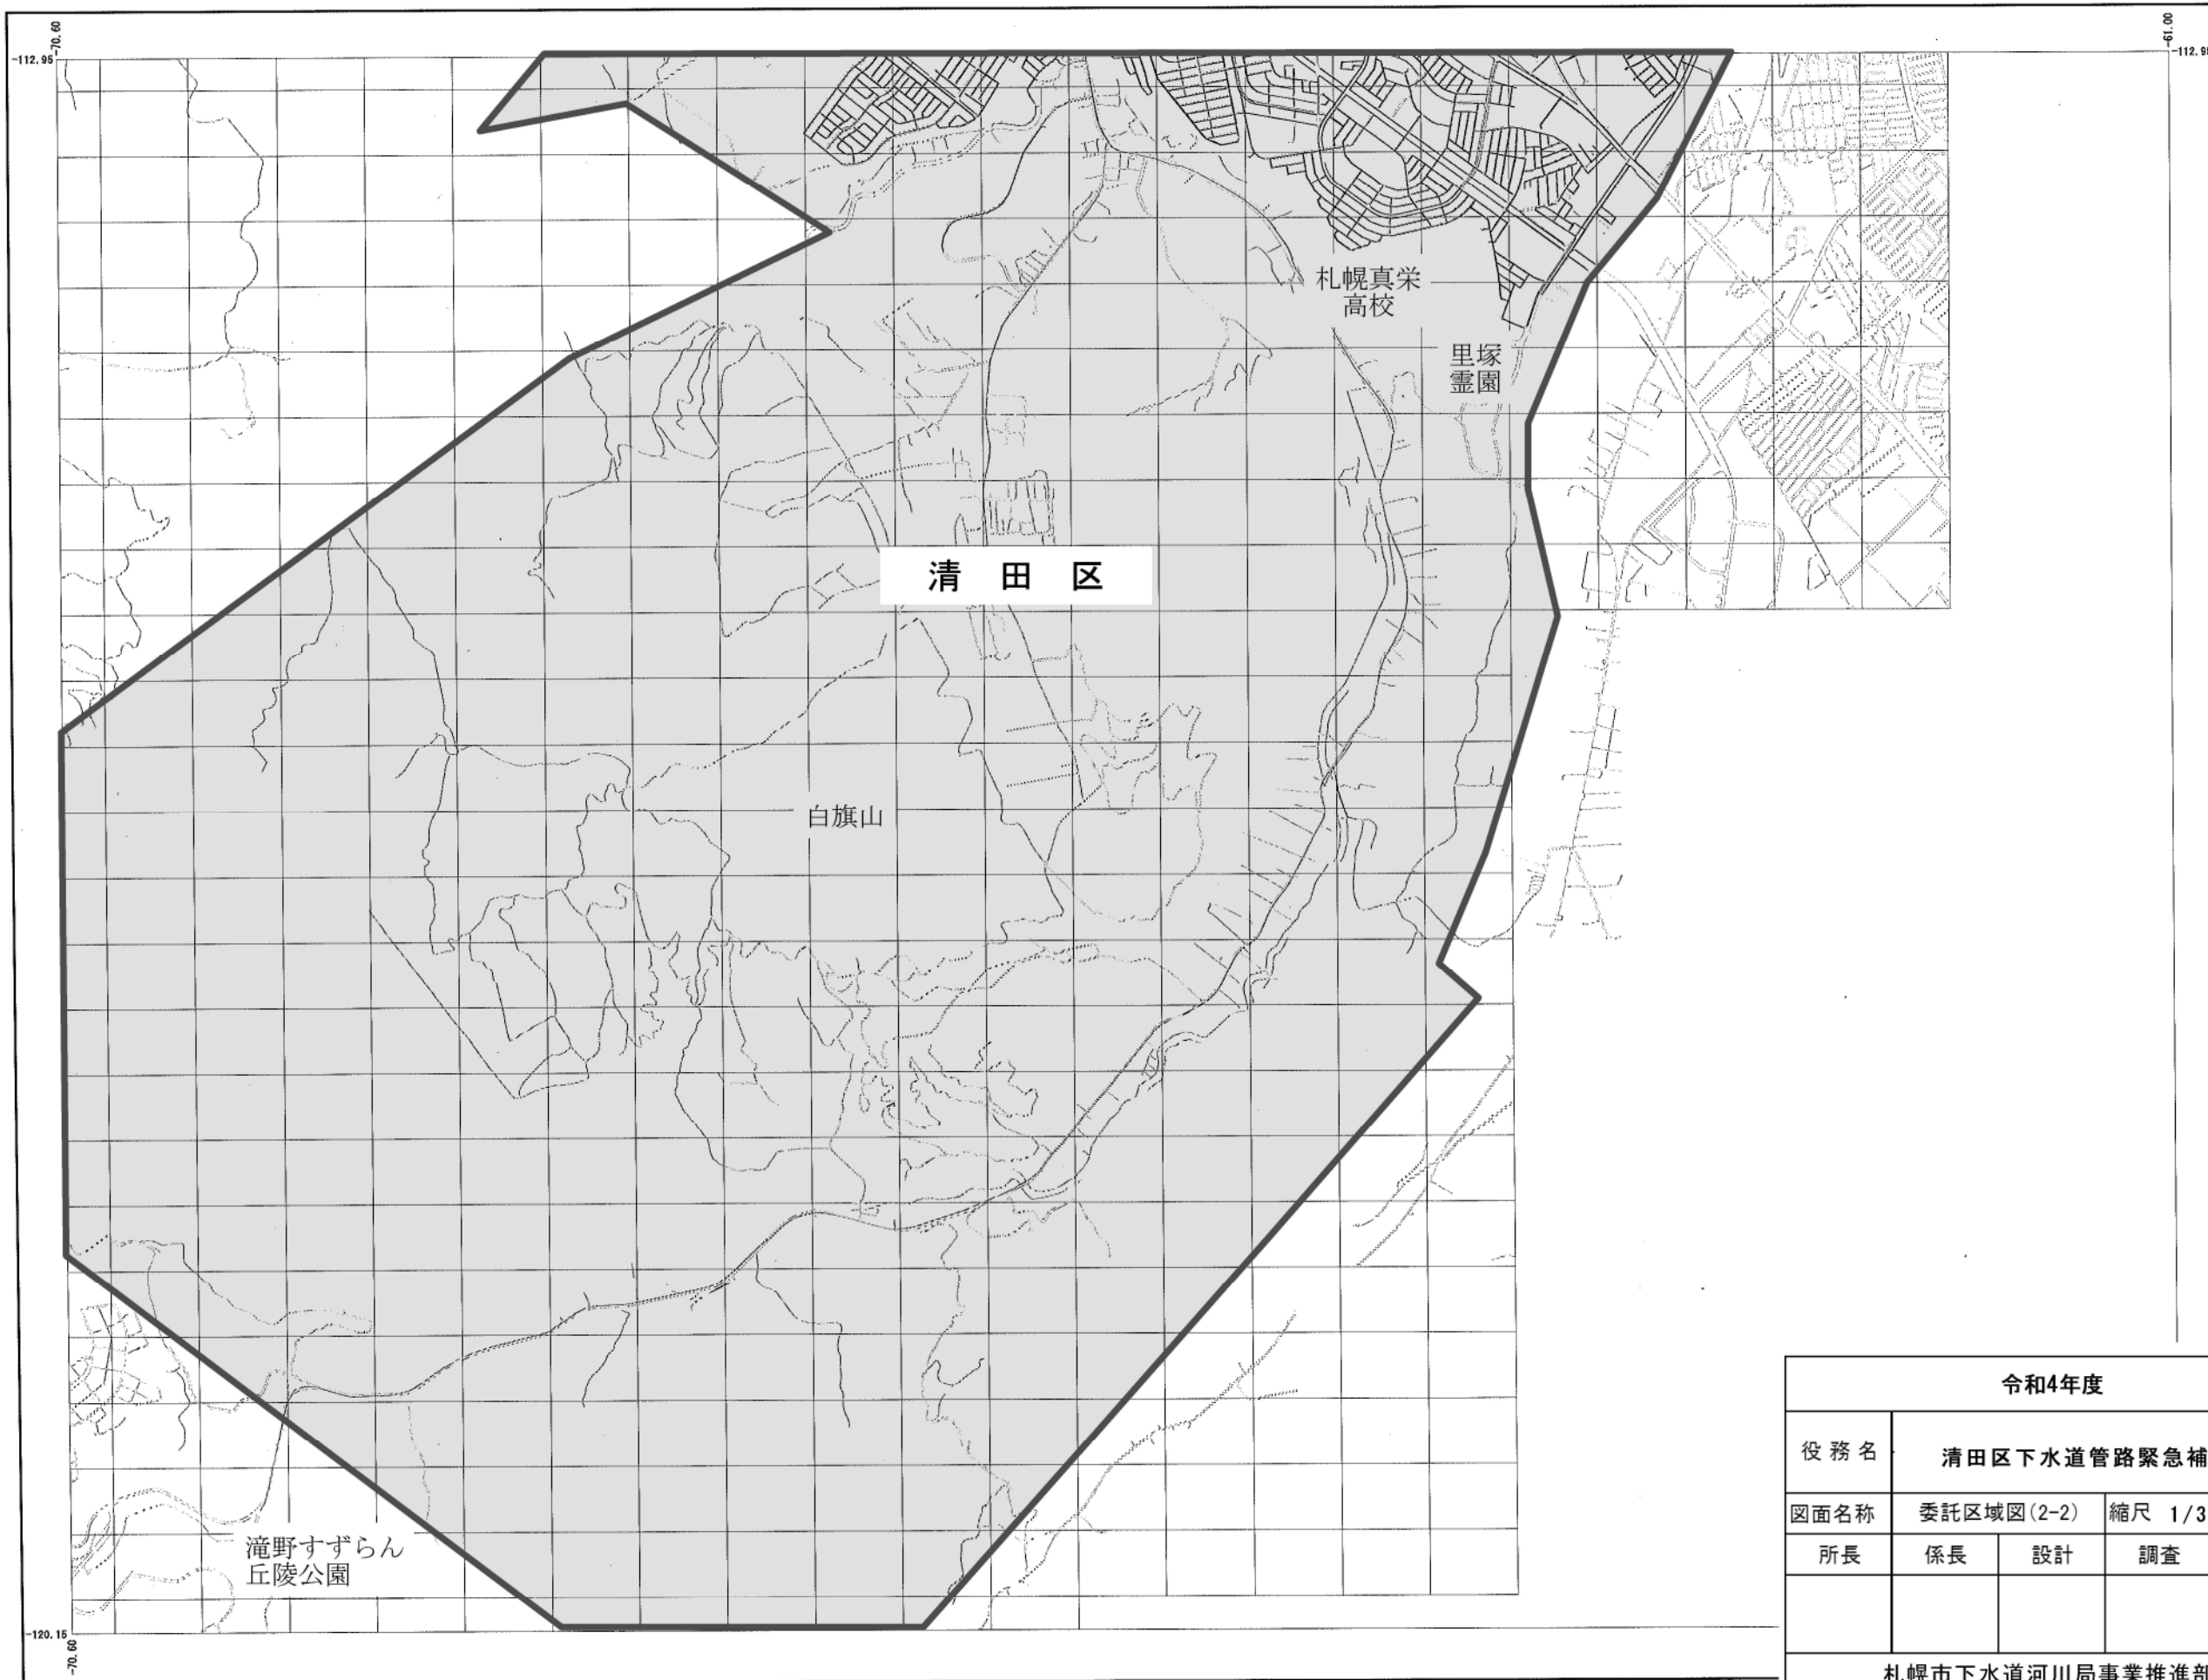 -70.60
-61.00
-112.95
札幌真栄
高校
里塚
霊園
清田区
白旗山
滝野すずらん
丘陵公園
-120.15
-70.60
令和4年度
役務名 清田区下水道管路緊急補
図面名称 委託区域図(2-2) 縮尺 1/3
所長 係長 設計 調査
札幌市下水道河川局事業推進部